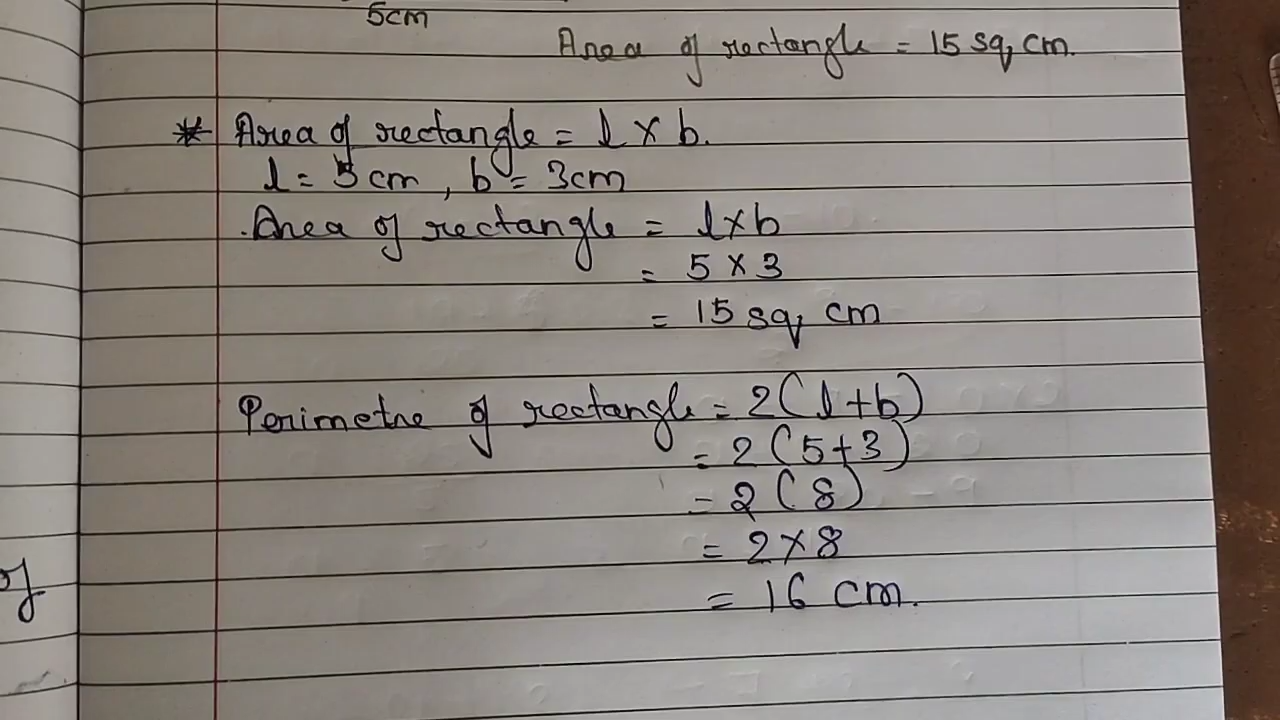 5cm
Area of rectangle = 15 sq cm.
* Area of rectangle = l × b.
l = 5 cm , b = 3cm
.Area of rectangle = l×b
= 5 × 3
= 15 sq cm
Perimetre of rectangle = 2(l+b)
= 2(5+3)
= 2(8)
= 2×8
= 16 cm.
of